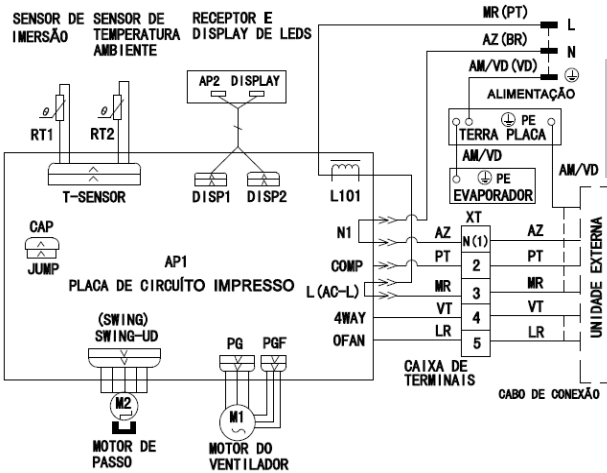 SENSOR DE
IMERSÃO
SENSOR DE
TEMPERATURA
AMBIENTE
RECEPTOR E
DISPLAY DE LEDS
MR(PT)
L
AZ(BR)
N
AM/VD(VD)
ALIMENTAÇÃO
AP2 DISPLAY
θ
RT1
θ
RT2
PE
TERRA PLACA
AM/VD
AM/VD
PE
EVAPORADOR
T-SENSOR
DISP1
DISP2
L101
XT
N1
AZ
N(1)
AZ
CAP
JUMP
AP1
PLACA DE CIRCUÍTO IMPRESSO
COMP
PT
2
PT
L(AC-L)
MR
3
MR
4WAY
VT
4
VT
OFAN
LR
5
LR
UNIDADE EXTERNA
(SWING)
SWING-UD
PG
PGF
CAIXA DE
TERMINAIS
CABO DE CONEXÃO
M2
M1
MOTOR DE
PASSO
MOTOR DO
VENTILADOR